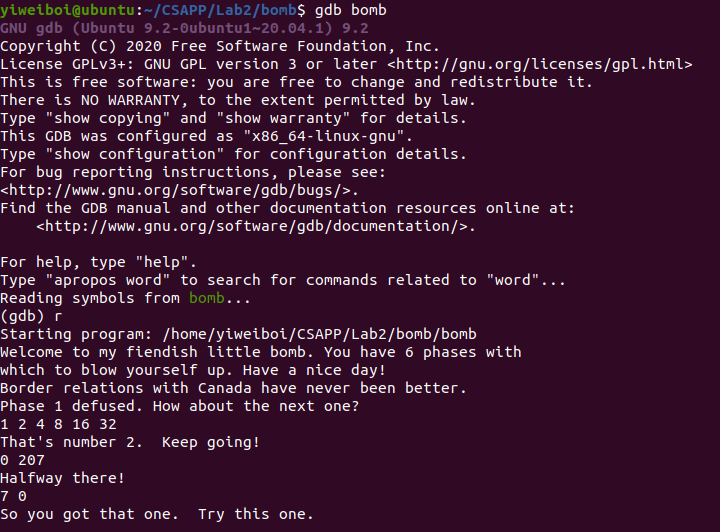 yiweiboi@ubuntu:~/CSAPP/Lab2/bomb$ gdb bomb
GNU gdb (Ubuntu 9.2-0ubuntu1~20.04.1) 9.2
Copyright (C) 2020 Free Software Foundation, Inc.
License GPLv3+: GNU GPL version 3 or later <http://gnu.org/licenses/gpl.html>
This is free software: you are free to change and redistribute it.
There is NO WARRANTY, to the extent permitted by law.
Type "show copying" and "show warranty" for details.
This GDB was configured as "x86_64-linux-gnu".
Type "show configuration" for configuration details.
For bug reporting instructions, please see:
<http://www.gnu.org/software/gdb/bugs/>.
Find the GDB manual and other documentation resources online at:
    <http://www.gnu.org/software/gdb/documentation/>.

For help, type "help".
Type "apropos word" to search for commands related to "word"...
Reading symbols from bomb...
(gdb) r
Starting program: /home/yiweiboi/CSAPP/Lab2/bomb/bomb
Welcome to my fiendish little bomb. You have 6 phases with
which to blow yourself up. Have a nice day!
Border relations with Canada have never been better.
Phase 1 defused. How about the next one?
1 2 4 8 16 32
That's number 2.  Keep going!
0 207
Halfway there!
7 0
So you got that one.  Try this one.